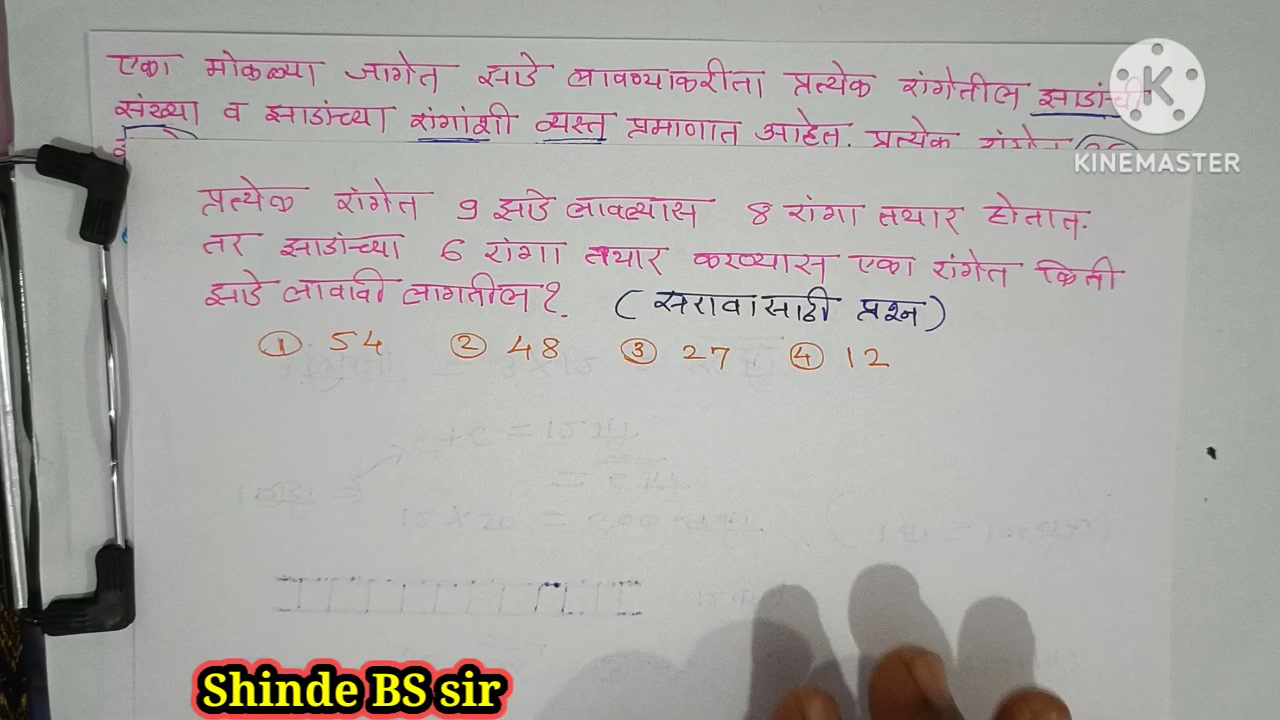 एका मोकळ्या जागेत झाडे लावण्याकरीता प्रत्येक रांगेतील झाडांची
संख्या व झाडांच्या रांगांशी व्यस्त प्रमाणात आहेत. प्रत्येक
KINEMASTER
प्रत्येक रांगेत 9 झाडे लावल्यास 8 रांगा तयार होतात.
तर झाडांच्या 6 रांगा तयार करव्यास एका रांगेत किती
झाडे लावावी लागतील?. (सरावासाठी प्रश्न)
① 54 ② 48 ③ 27 ④ 12
Shinde BS sir